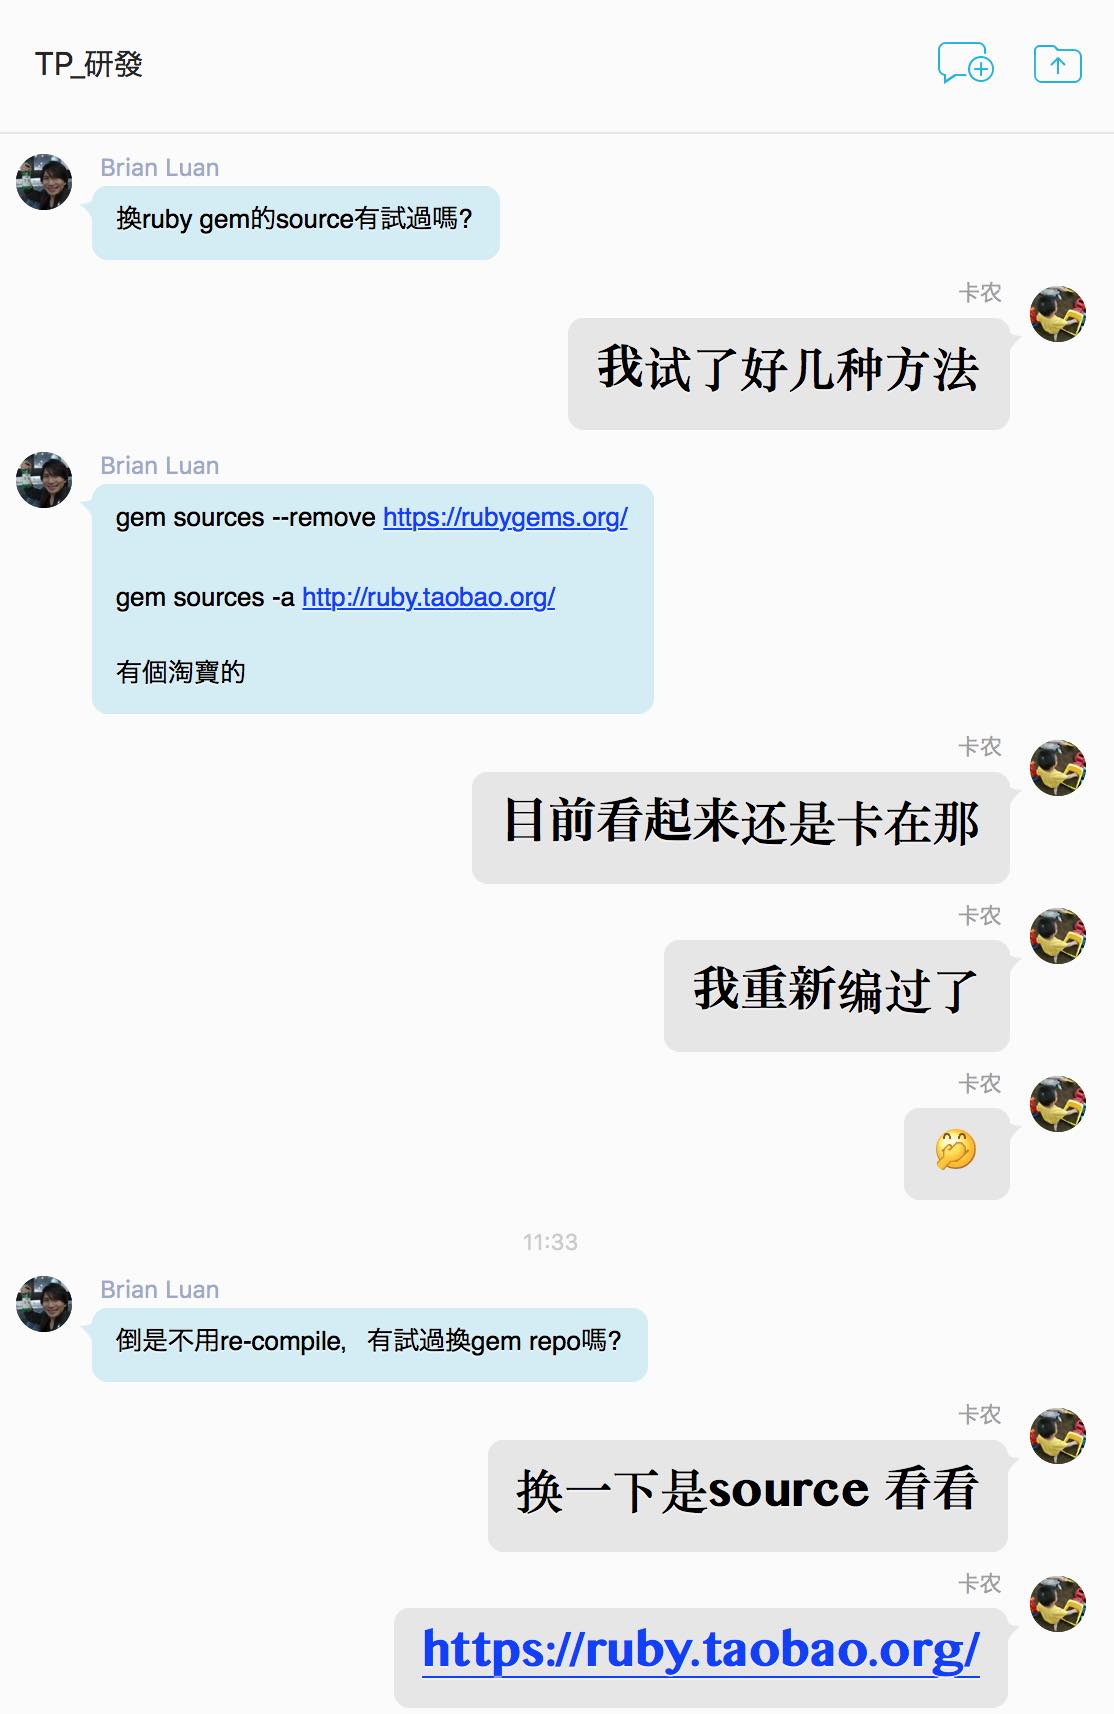 TP_研發
Brian Luan
換ruby gem的source有試過嗎?
卡农
我试了好几种方法
Brian Luan
gem sources --remove https://rubygems.org/
gem sources -a http://ruby.taobao.org/
有個淘寶的
卡农
目前看起来还是卡在那
卡农
我重新编过了
卡农
🤭
11:33
Brian Luan
倒是不用re-compile, 有試過換gem repo嗎?
卡农
换一下是source 看看
卡农
https://ruby.taobao.org/